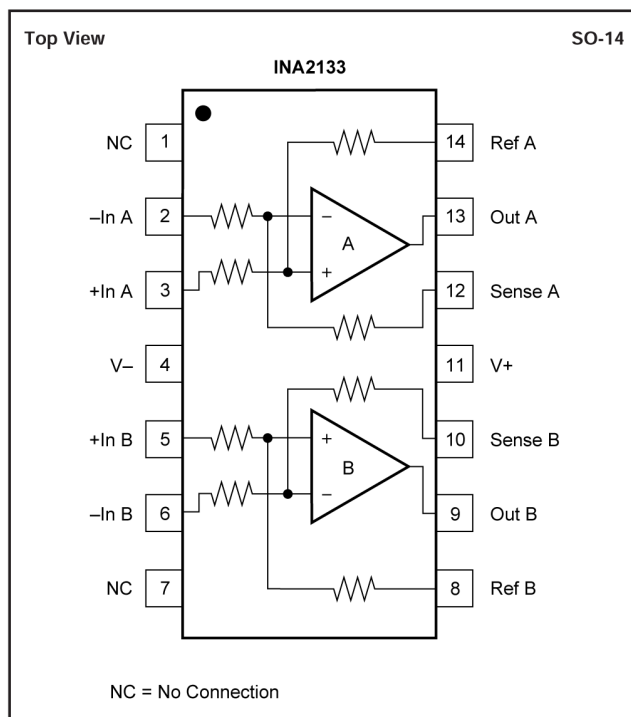 Top View SO-14
INA2133
NC 1 14 Ref A
–In A 2 – 13 Out A
A
+In A 3 + 12 Sense A
V– 4 11 V+
+In B 5 + 10 Sense B
B
–In B 6 – 9 Out B
NC 7 8 Ref B
NC = No Connection